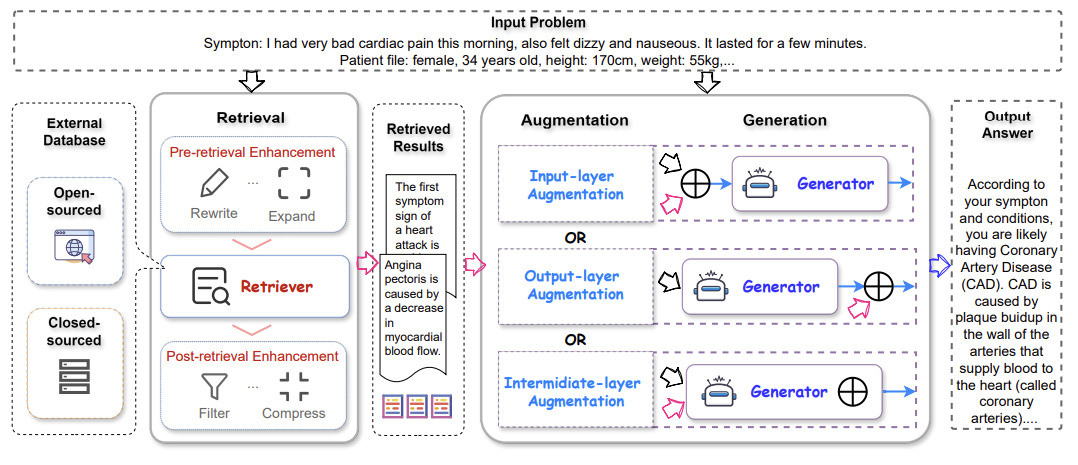 Input Problem
Sympton: I had very bad cardiac pain this morning, also felt dizzy and nauseous. It lasted for a few minutes.
Patient file: female, 34 years old, height: 170cm, weight: 55kg,...
External
Database
Open-
sourced
Closed-
sourced
Retrieval
Pre-retrieval Enhancement
...
Rewrite
Expand
Retriever
Post-retrieval Enhancement
...
Filter
Compress
Retrieved
Results
The first
symptom
sign of
a heart
attack is
Angina
pectoris is
caused by
a decrease
in
myocardial
blood flow.
Augmentation
Generation
Input-layer
Augmentation
Generator
OR
Output-layer
Augmentation
Generator
OR
Intermidiate-layer
Augmentation
Generator
Output
Answer
According to
your sympton
and conditions,
you are likely
having Coronary
Artery Disease
(CAD). CAD is
caused by
plaque buidup in
the wall of the
arteries that
supply blood to
the heart (called
coronary
arteries)....